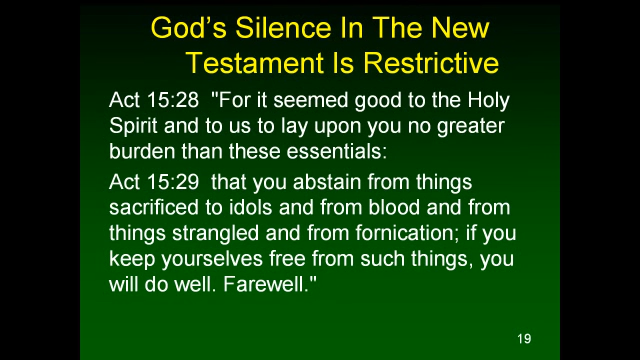 God's Silence In The New
Testament Is Restrictive
Act 15:28 "For it seemed good to the Holy
Spirit and to us to lay upon you no greater
burden than these essentials:
Act 15:29 that you abstain from things
sacrificed to idols and from blood and from
things strangled and from fornication; if you
keep yourselves free from such things, you
will do well. Farewell."
19